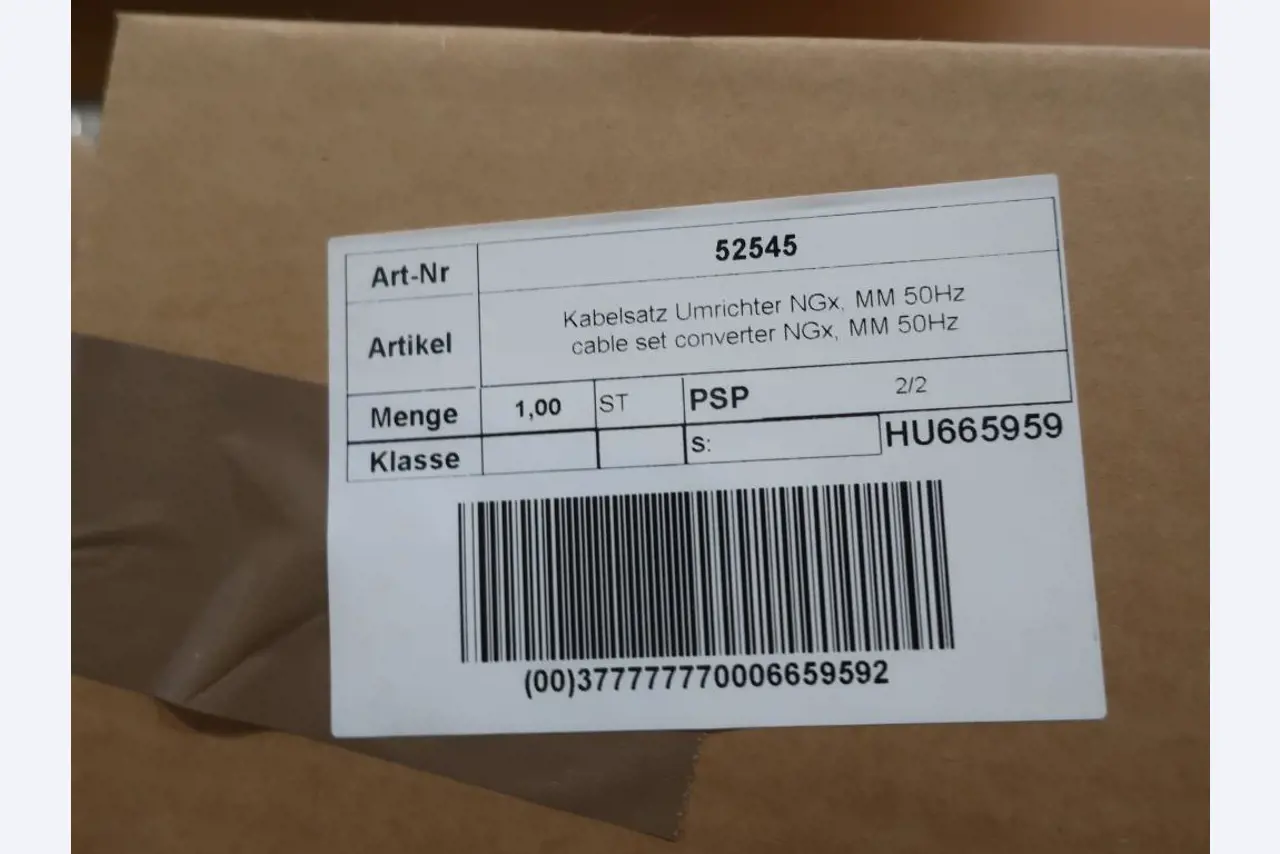 Art-Nr 52545
Artikel Kabelsatz Umrichter NGx, MM 50Hz
cable set converter NGx, MM 50Hz
Menge 1,00 ST PSP 2/2
Klasse S: HU665959
(00)377777770006659592